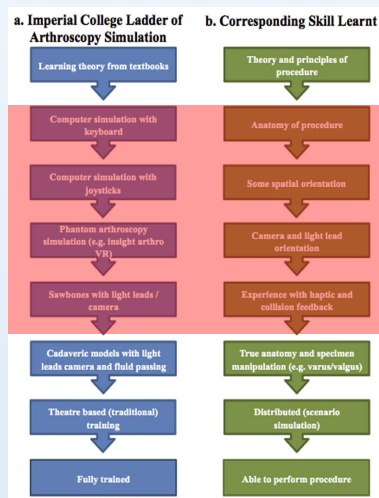 a. Imperial College Ladder of
Arthroscopy Simulation
Learning theory from textbooks
Computer simulation with
keyboard
Computer simulation with
joysticks
Phantom arthroscopy
simulation (e.g. insight arthro
VR)
Sawbones with light leads /
camera
Cadaveric models with light
leads camera and fluid passing
Theatre based (traditional)
training
Fully trained
b. Corresponding Skill Learnt
Theory and principles of
procedure
Anatomy of procedure
Some spatial orientation
Camera and light lead
orientation
Experience with haptic and
collision feedback
True anatomy and specimen
manipulation (e.g. varus/valgus)
Distributed (scenario
simulation)
Able to perform procedure